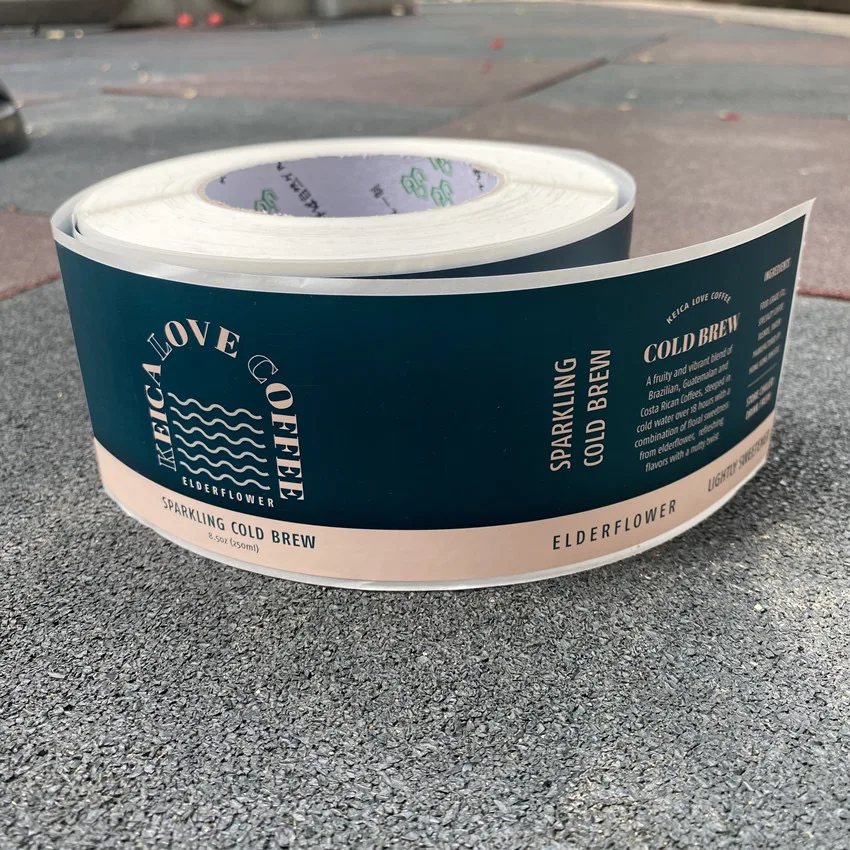 KEICA LOVE COFFEE
ELDERFLOWER
SPARKLING COLD BREW
8.5oz (250ml)
SPARKLING
COLD BREW
ELDERFLOWER
KEICA LOVE COFFEE
COLD BREW
A fruity and vibrant blend of
Brazilian, Guatemalan and
Costa Rican Coffees, steeped in
cold water over 18 hours with a
combination of floral sweetness
from elderflower, refreshing
flavors with a nutty twist
LIGHTLY SWEETENED
INGREDIENTS